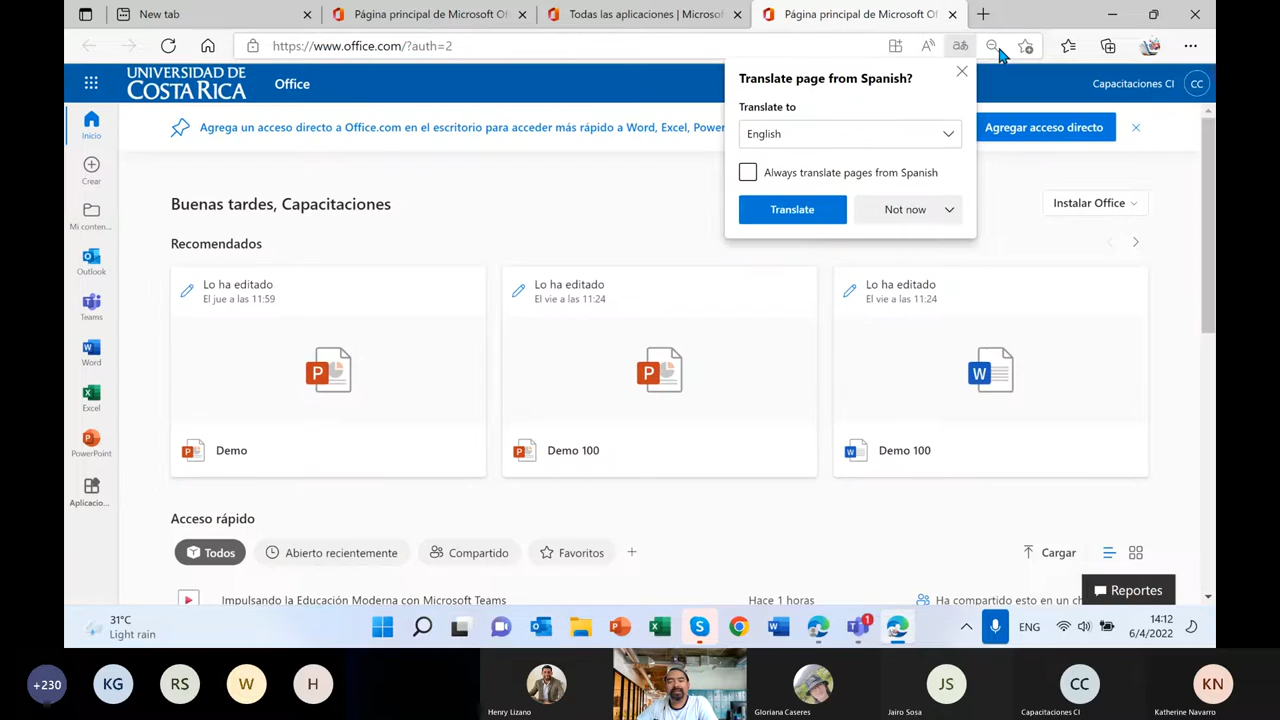 New tab
Página principal de Microsoft Of
Todas las aplicaciones | Microsof
Página principal de Microsoft Of
https://www.office.com/?auth=2
UNIVERSIDAD DE
COSTA RICA
Office
Capacitaciones CI
CC
Translate page from Spanish?
Translate to
English
Always translate pages from Spanish
Translate
Not now
Agrega un acceso directo a Office.com en el escritorio para acceder más rápido a Word, Excel, Power
Agregar acceso directo
Inicio
Crear
Mi conten...
Outlook
Teams
Word
Excel
PowerPoint
Aplicacio...
Buenas tardes, Capacitaciones
Instalar Office
Recomendados
Lo ha editado
El jue a las 11:59
Demo
Lo ha editado
El vie a las 11:24
Demo 100
Lo ha editado
El vie a las 11:24
Demo 100
Acceso rápido
Todos
Abierto recientemente
Compartido
Favoritos
Cargar
Impulsando la Educación Moderna con Microsoft Teams
Hace 1 horas
Ha compartido esto en un ch
Reportes
31°C
Light rain
1
ENG
14:12
6/4/2022
+230
KG
RS
W
H
Henry Lizano
Gloriana Caseres
JS
Jairo Sosa
CC
Capacitaciones CI
KN
Katherine Navarro